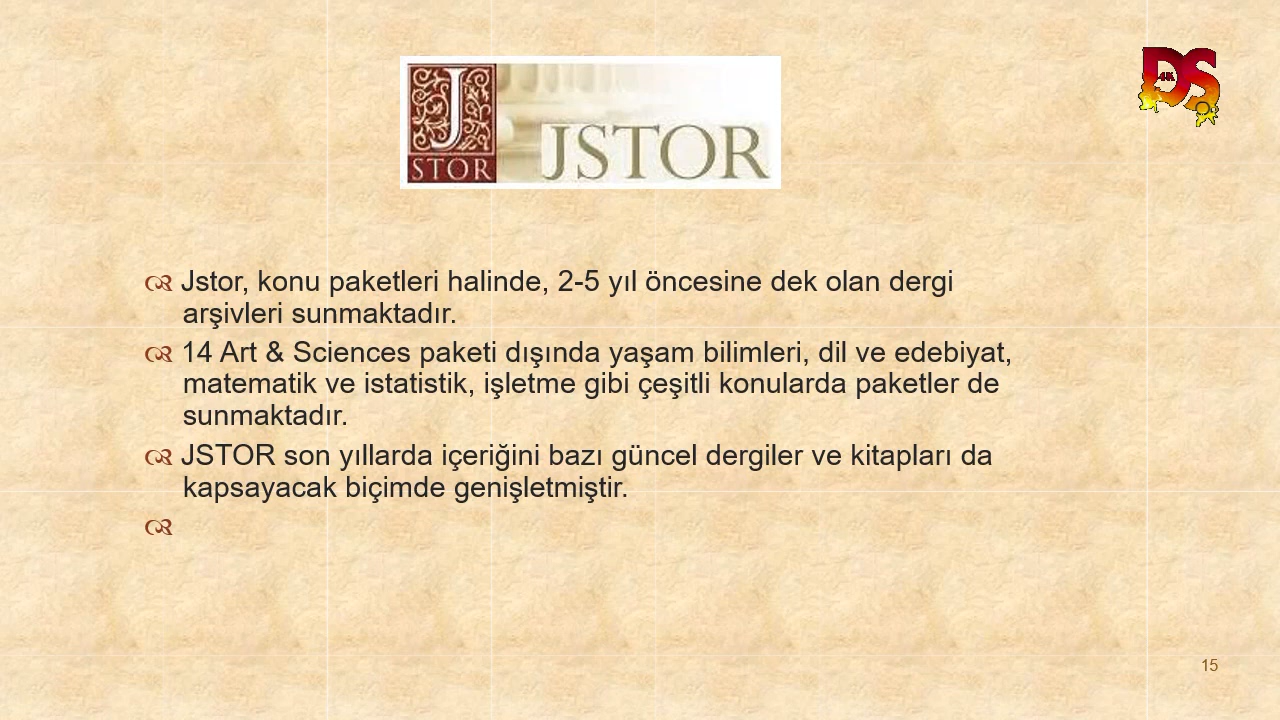 J
STOR
JSTOR
DS
4K
Jstor, konu paketleri halinde, 2-5 yıl öncesine dek olan dergi
arşivleri sunmaktadır.
14 Art & Sciences paketi dışında yaşam bilimleri, dil ve edebiyat,
matematik ve istatistik, işletme gibi çeşitli konularda paketler de
sunmaktadır.
JSTOR son yıllarda içeriğini bazı güncel dergiler ve kitapları da
kapsayacak biçimde genişletmiştir.
15